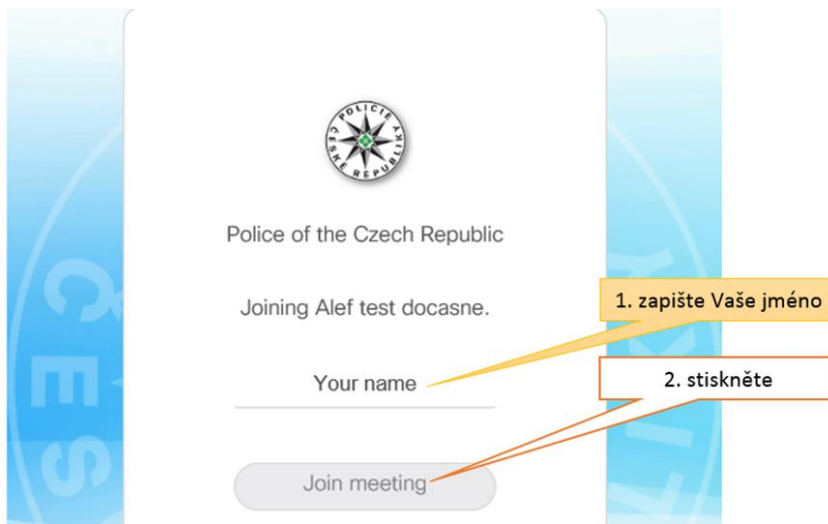 POLICIE
ČESKÉ REPUBLIKY
Police of the Czech Republic
Joining Alef test docasne.
1. zapište Vaše jméno
Your name
2. stiskněte
Join meeting
ČES